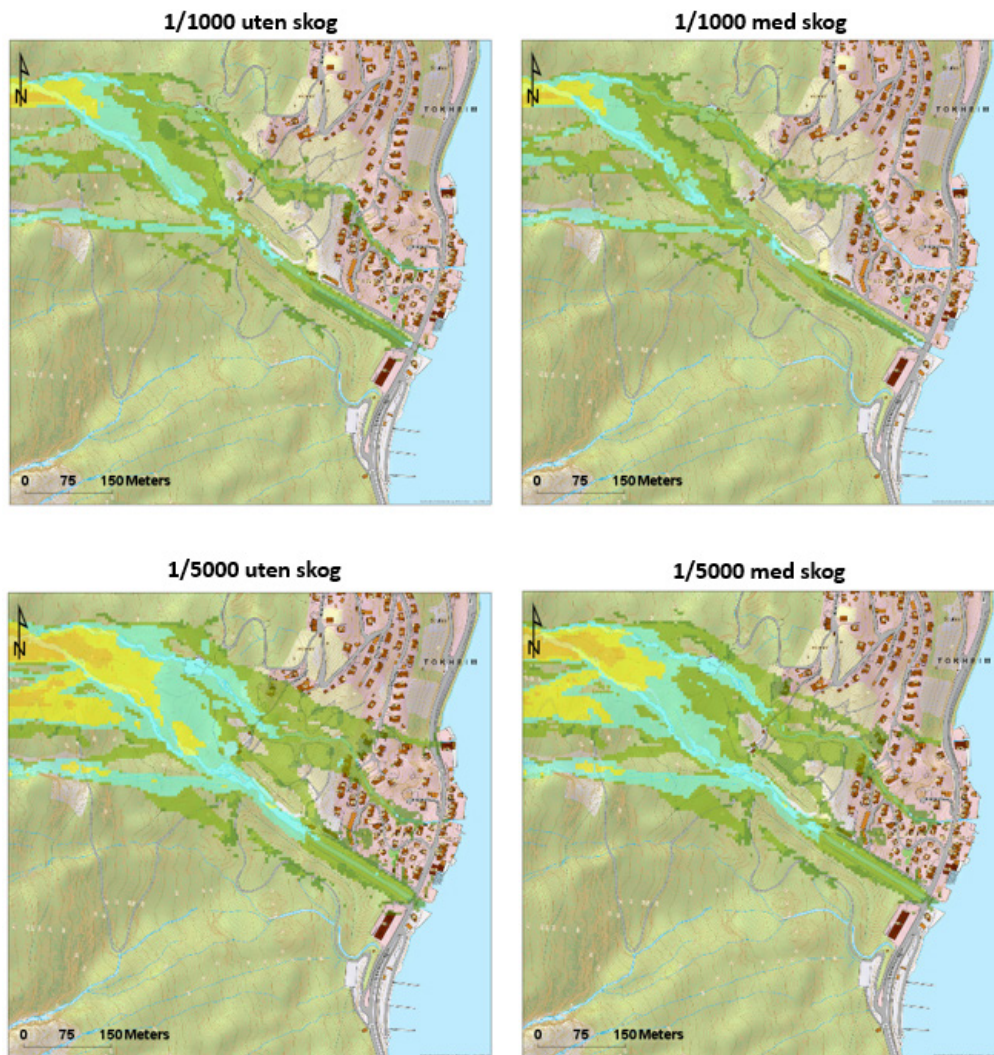 1/1000 uten skog
1/1000 med skog
N
TOKHEIM
0 75 150 Meters
N
TOKHEIM
0 75 150 Meters
1/5000 uten skog
1/5000 med skog
N
TOKHEIM
0 75 150 Meters
N
TOKHEIM
0 75 150 Meters